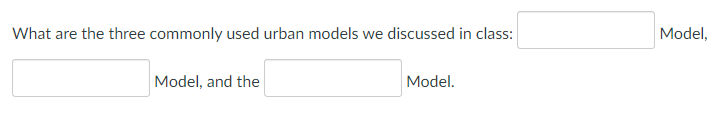 What are the three commonly used urban models we discussed in class: Model,
Model, and the Model.